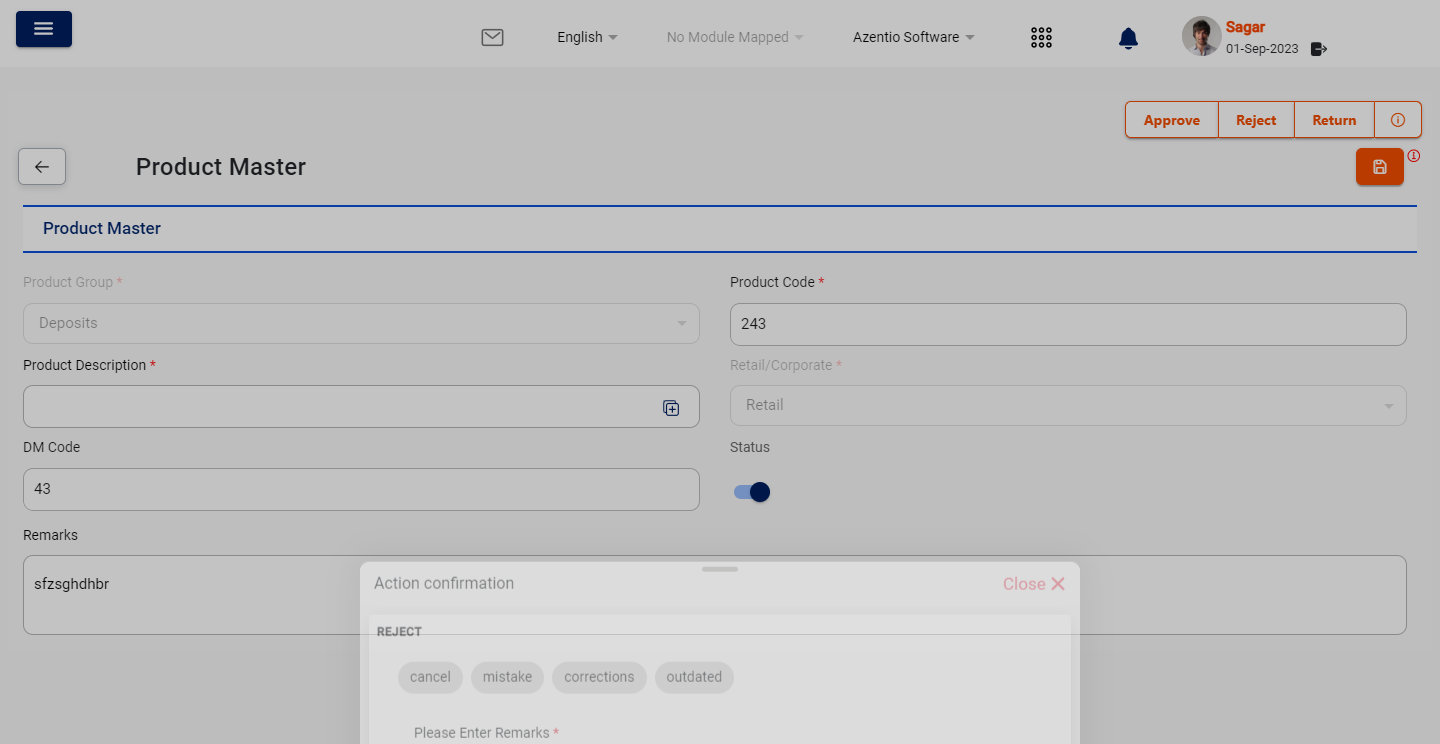 English
No Module Mapped
Azentio Software
Sagar
01-Sep-2023
Approve
Reject
Return
Product Master
Product Master
Product Group *
Product Code *
Deposits
243
Product Description *
Retail/Corporate *
Retail
DM Code
Status
43
Remarks
sfzsghdhbr
Action confirmation
Close
REJECT
cancel
mistake
corrections
outdated
Please Enter Remarks *